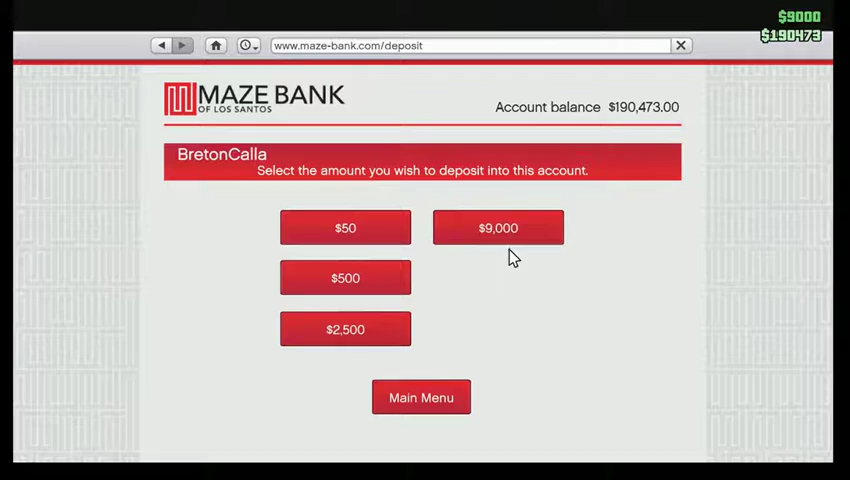 $9000
$190473
www.maze-bank.com/deposit
MAZE BANK
OF LOS SANTOS
Account balance $190,473.00
BretonCalla
Select the amount you wish to deposit into this account.
$50
$9,000
$500
$2,500
Main Menu